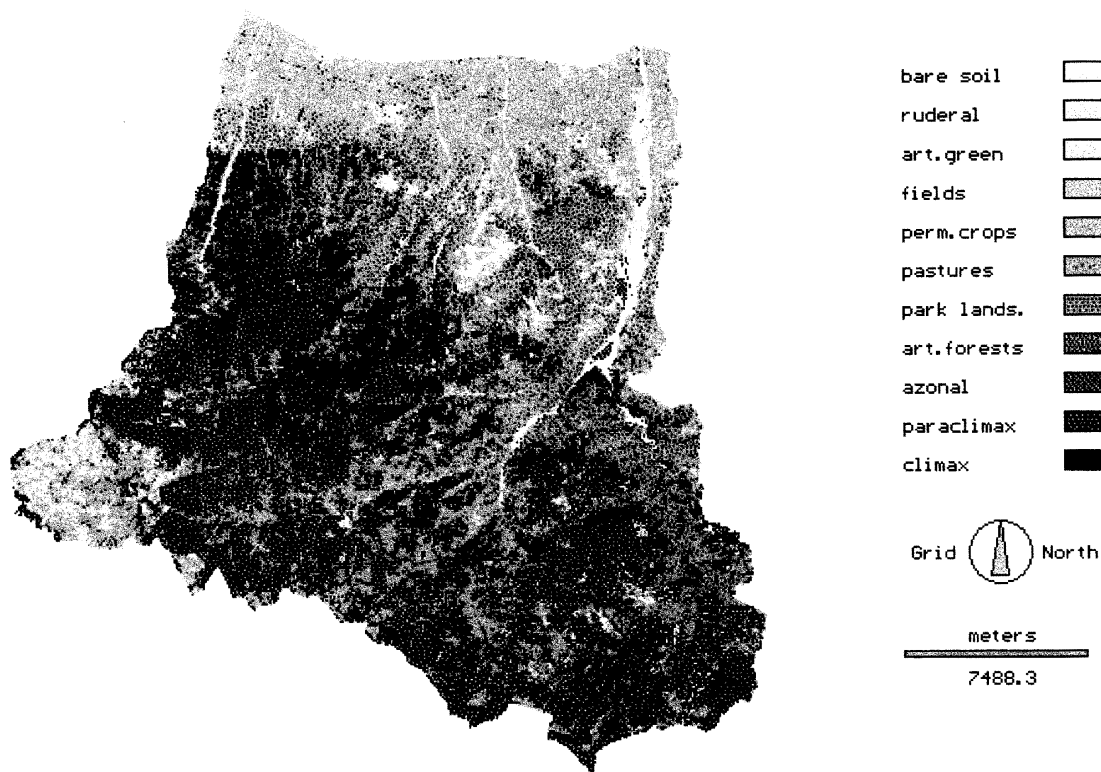 bare soil
ruderal
art.green
fields
perm.crops
pastures
park lands.
art.forests
azonal
paraclimax
climax
Grid North
meters
7488.3